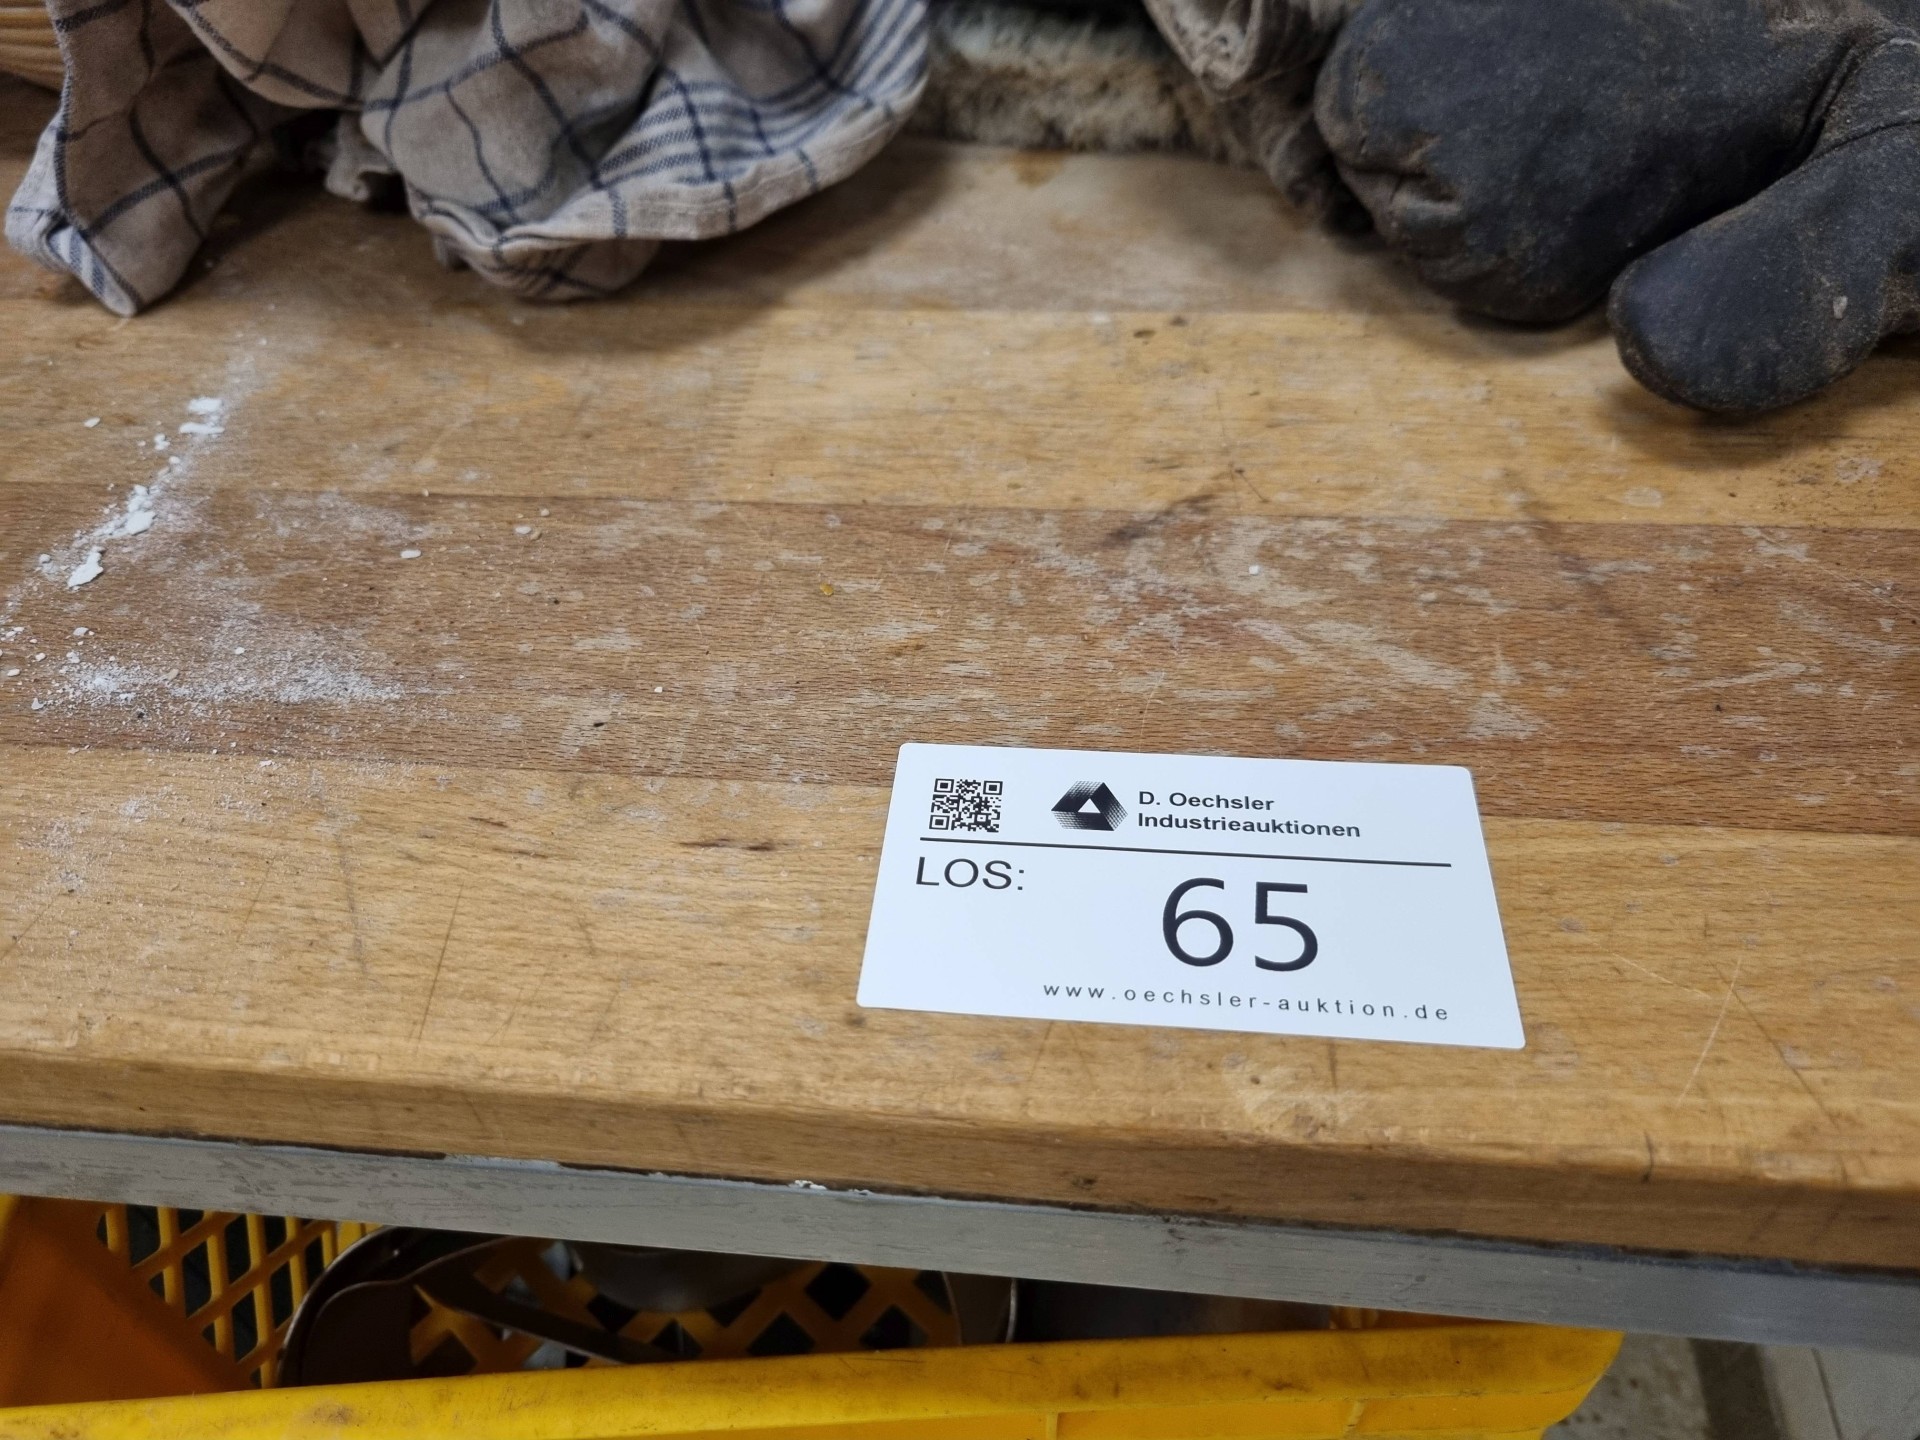 D. Oechsler
Industrieauktionen
LOS:
65
www.oechsler-auktion.de